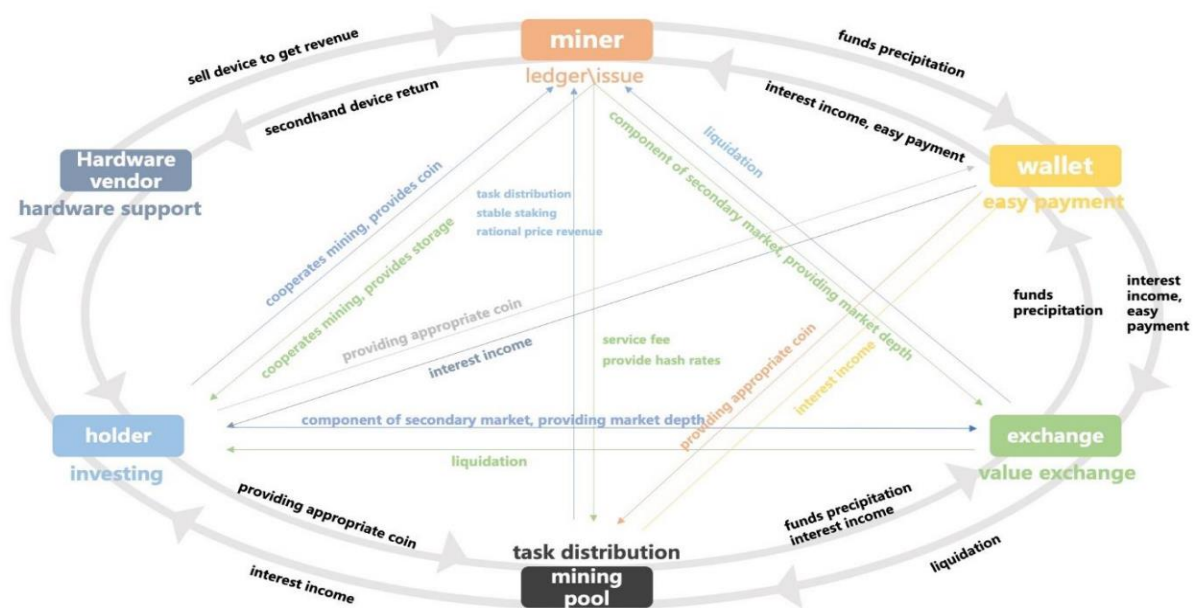 miner
ledger\issue
sell device to get revenue
secondhand device return
funds precipitation
interest income, easy payment
Hardware
vendor
hardware support
wallet
easy payment
liquidation
component of secondary market, providing market depth
cooperates mining, provides coin
cooperates mining, provides storage
task distribution
stable staking
rational price revenue
providing appropriate coin
interest income
service fee
provide hash rates
providing appropriate coin
interest income
funds
precipitation
interest
income,
easy
payment
holder
investing
component of secondary market, providing market depth
liquidation
exchange
value exchange
providing appropriate coin
interest income
task distribution
mining
pool
funds precipitation
interest income
liquidation